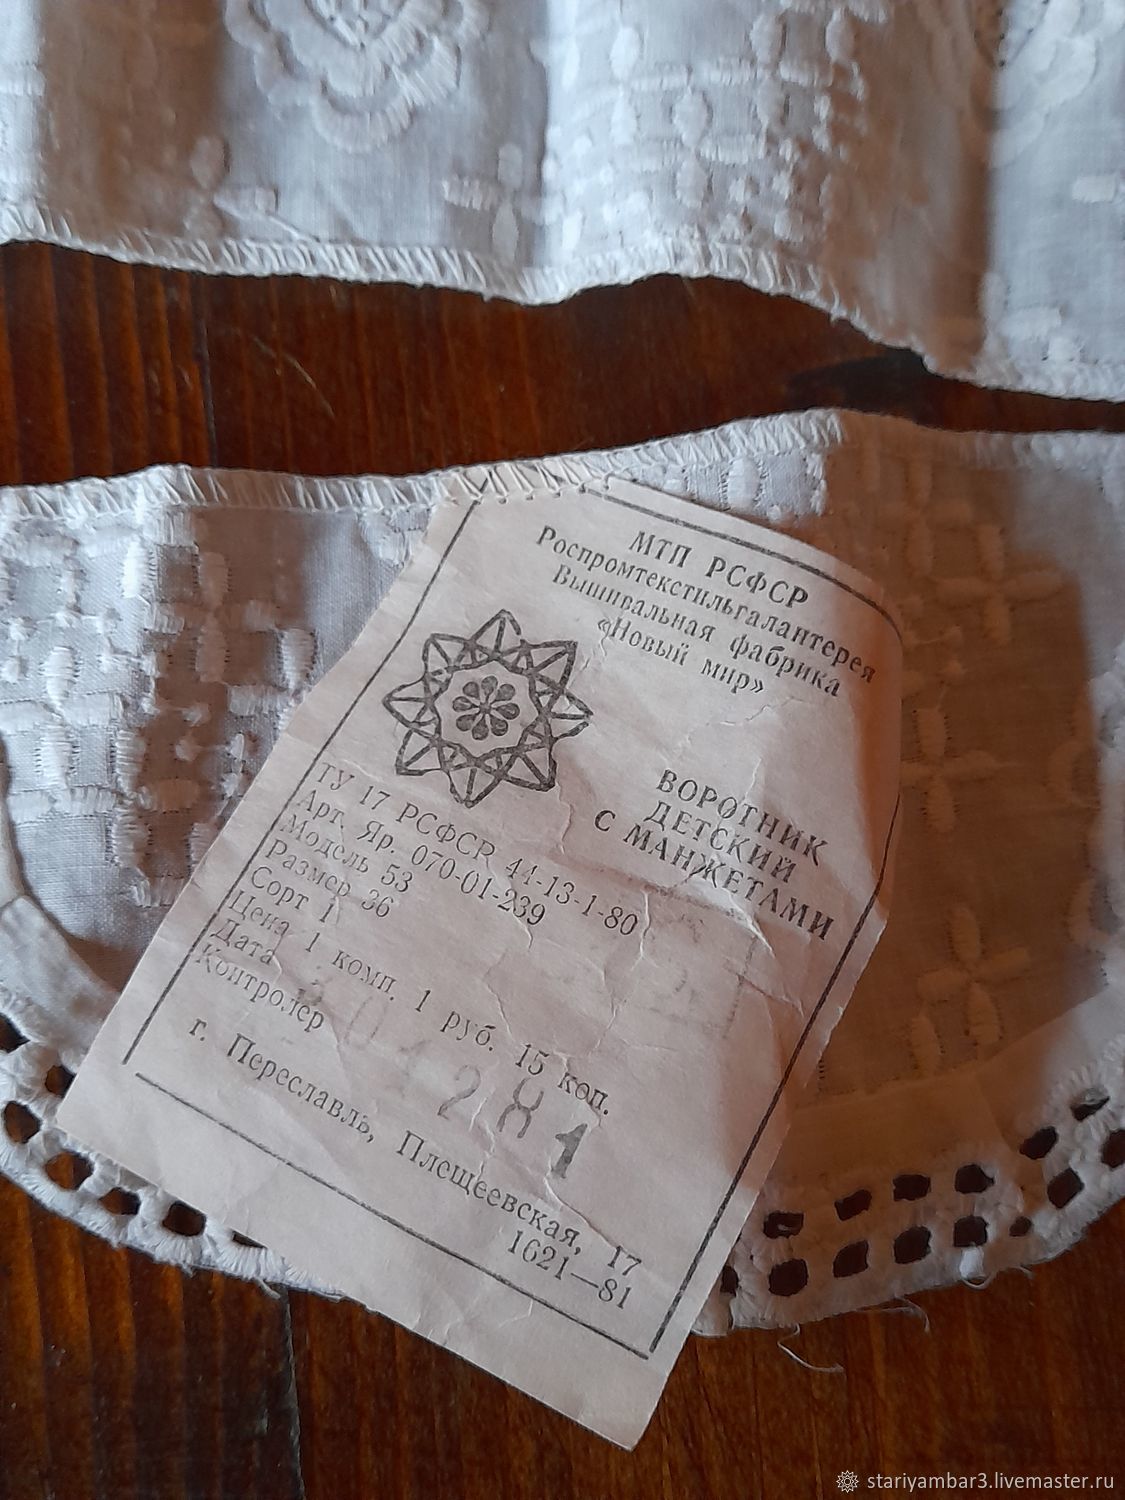 МТП РСФСР
Роспромтекстильгалантерея
Вышивальная фабрика
«Новый мир»
ВОРОТНИК
ДЕТСКИЙ
С МАНЖЕТАМИ
ТУ 17 РСФСР 44-13-1-80
Арт. Яр. 070-01-239
Модель 53
Размер 36
Сорт 1
Цена 1 комп. 1 руб. 15 коп.
Дата
Контролер
281
г. Переславль, Плещеевская, 17
1621—81
stariyambar3.livemaster.ru